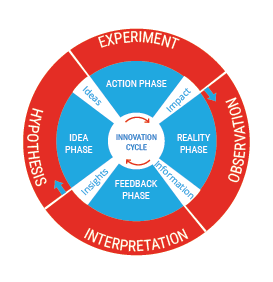 EXPERIMENT
ACTION PHASE
Ideas
Impact
HYPOTHESIS
IDEA
PHASE
INNOVATION
CYCLE
REALITY
PHASE
OBSERVATION
Insights
Information
FEEDBACK
PHASE
INTERPRETATION